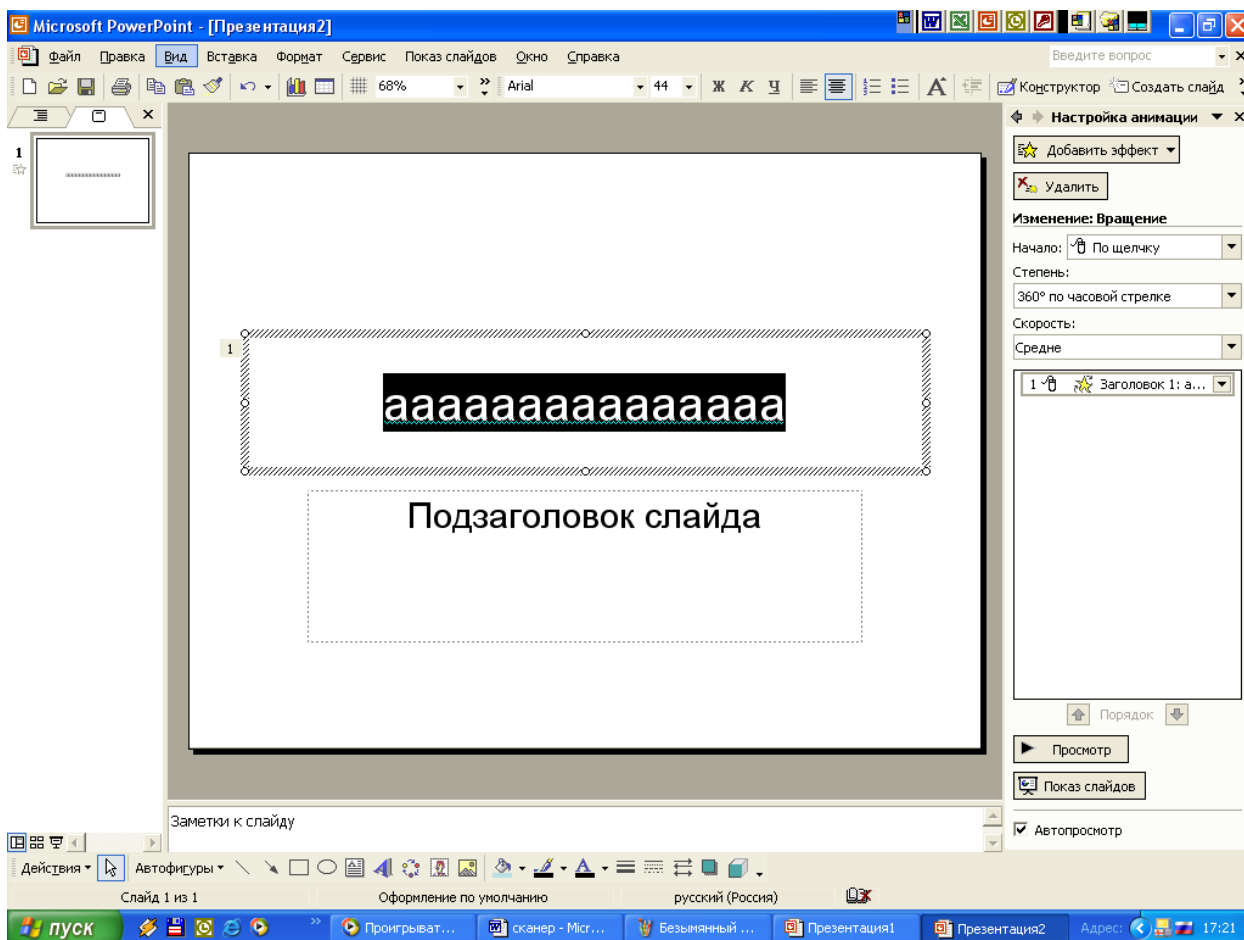 Microsoft PowerPoint - [Презентация2]
Файл Правка Вид Вставка Формат Сервис Показ слайдов Окно Справка Введите вопрос
68% Arial 44 Ж К Ч Конструктор Создать слайд
Настройка анимации
1
Добавить эффект
Удалить
Изменение: Вращение
Начало: По щелчку
Степень:
360° по часовой стрелке
Скорость:
Средне
1 Заголовок 1: а...
1
ааааааааааааааа
Подзаголовок слайда
Порядок
Просмотр
Показ слайдов
Автопросмотр
Заметки к слайду
Действия Автофигуры
Слайд 1 из 1 Оформление по умолчанию русский (Россия)
пуск Проигрыват... сканер - Micr... Безымянный ... Презентация1 Презентация2 Адрес: 17:21